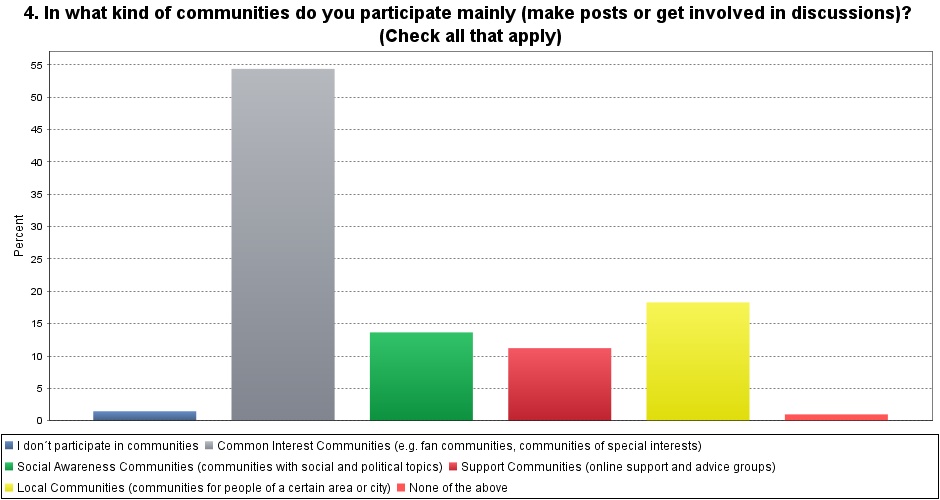 4. In what kind of communities do you participate mainly (make posts or get involved in discussions)?
(Check all that apply)
55
50
45
40
35
30
25
20
15
10
5
0
Percent
I don´t participate in communities Common Interest Communities (e.g. fan communities, communities of special interests)
Social Awareness Communities (communities with social and political topics) Support Communities (online support and advice groups)
Local Communities (communities for people of a certain area or city) None of the above